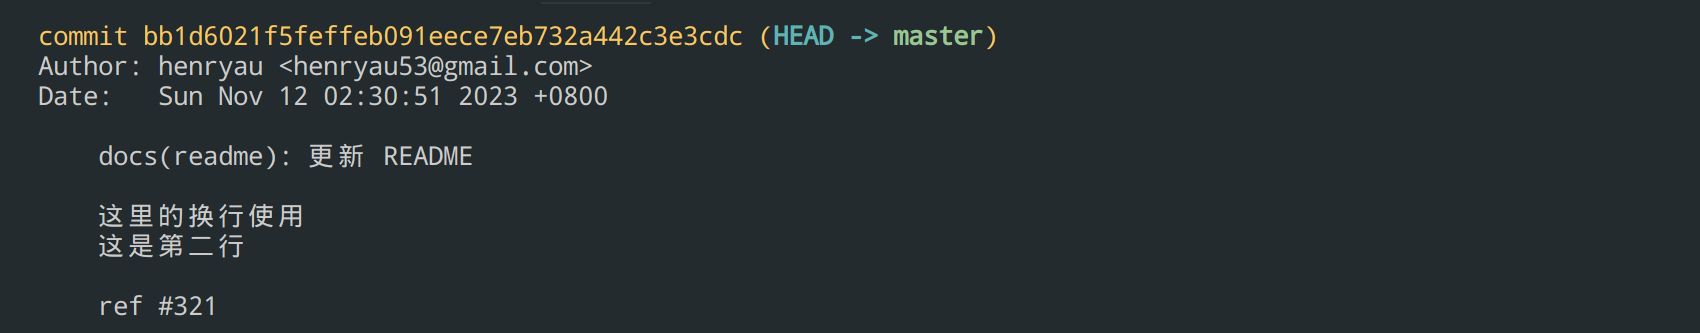 commit bb1d6021f5feffeb091eece7eb732a442c3e3cdc (HEAD -> master)
Author: henryau <henryau53@gmail.com>
Date:   Sun Nov 12 02:30:51 2023 +0800
docs(readme): 更新 README
这里的换行使用
这是第二行
ref #321